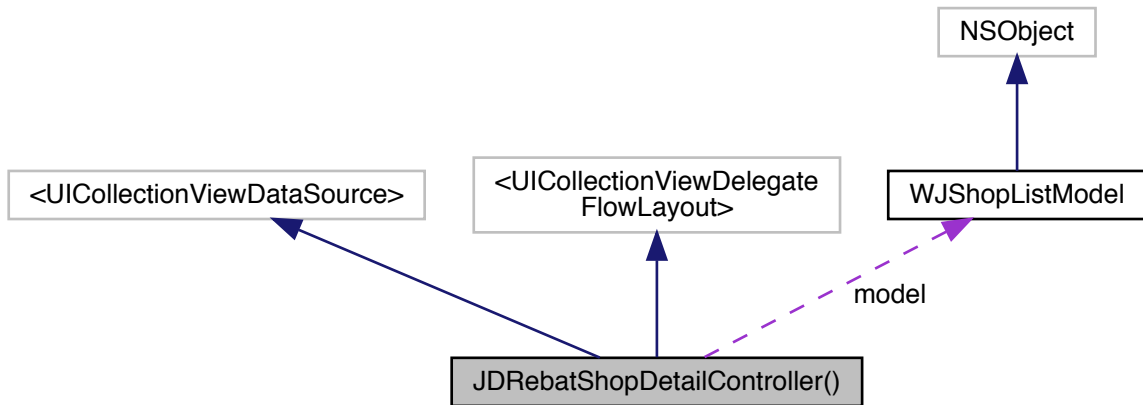 NSObject
<UICollectionViewDataSource>
<UICollectionViewDelegate
FlowLayout>
WJShopListModel
model
JDRebatShopDetailController()